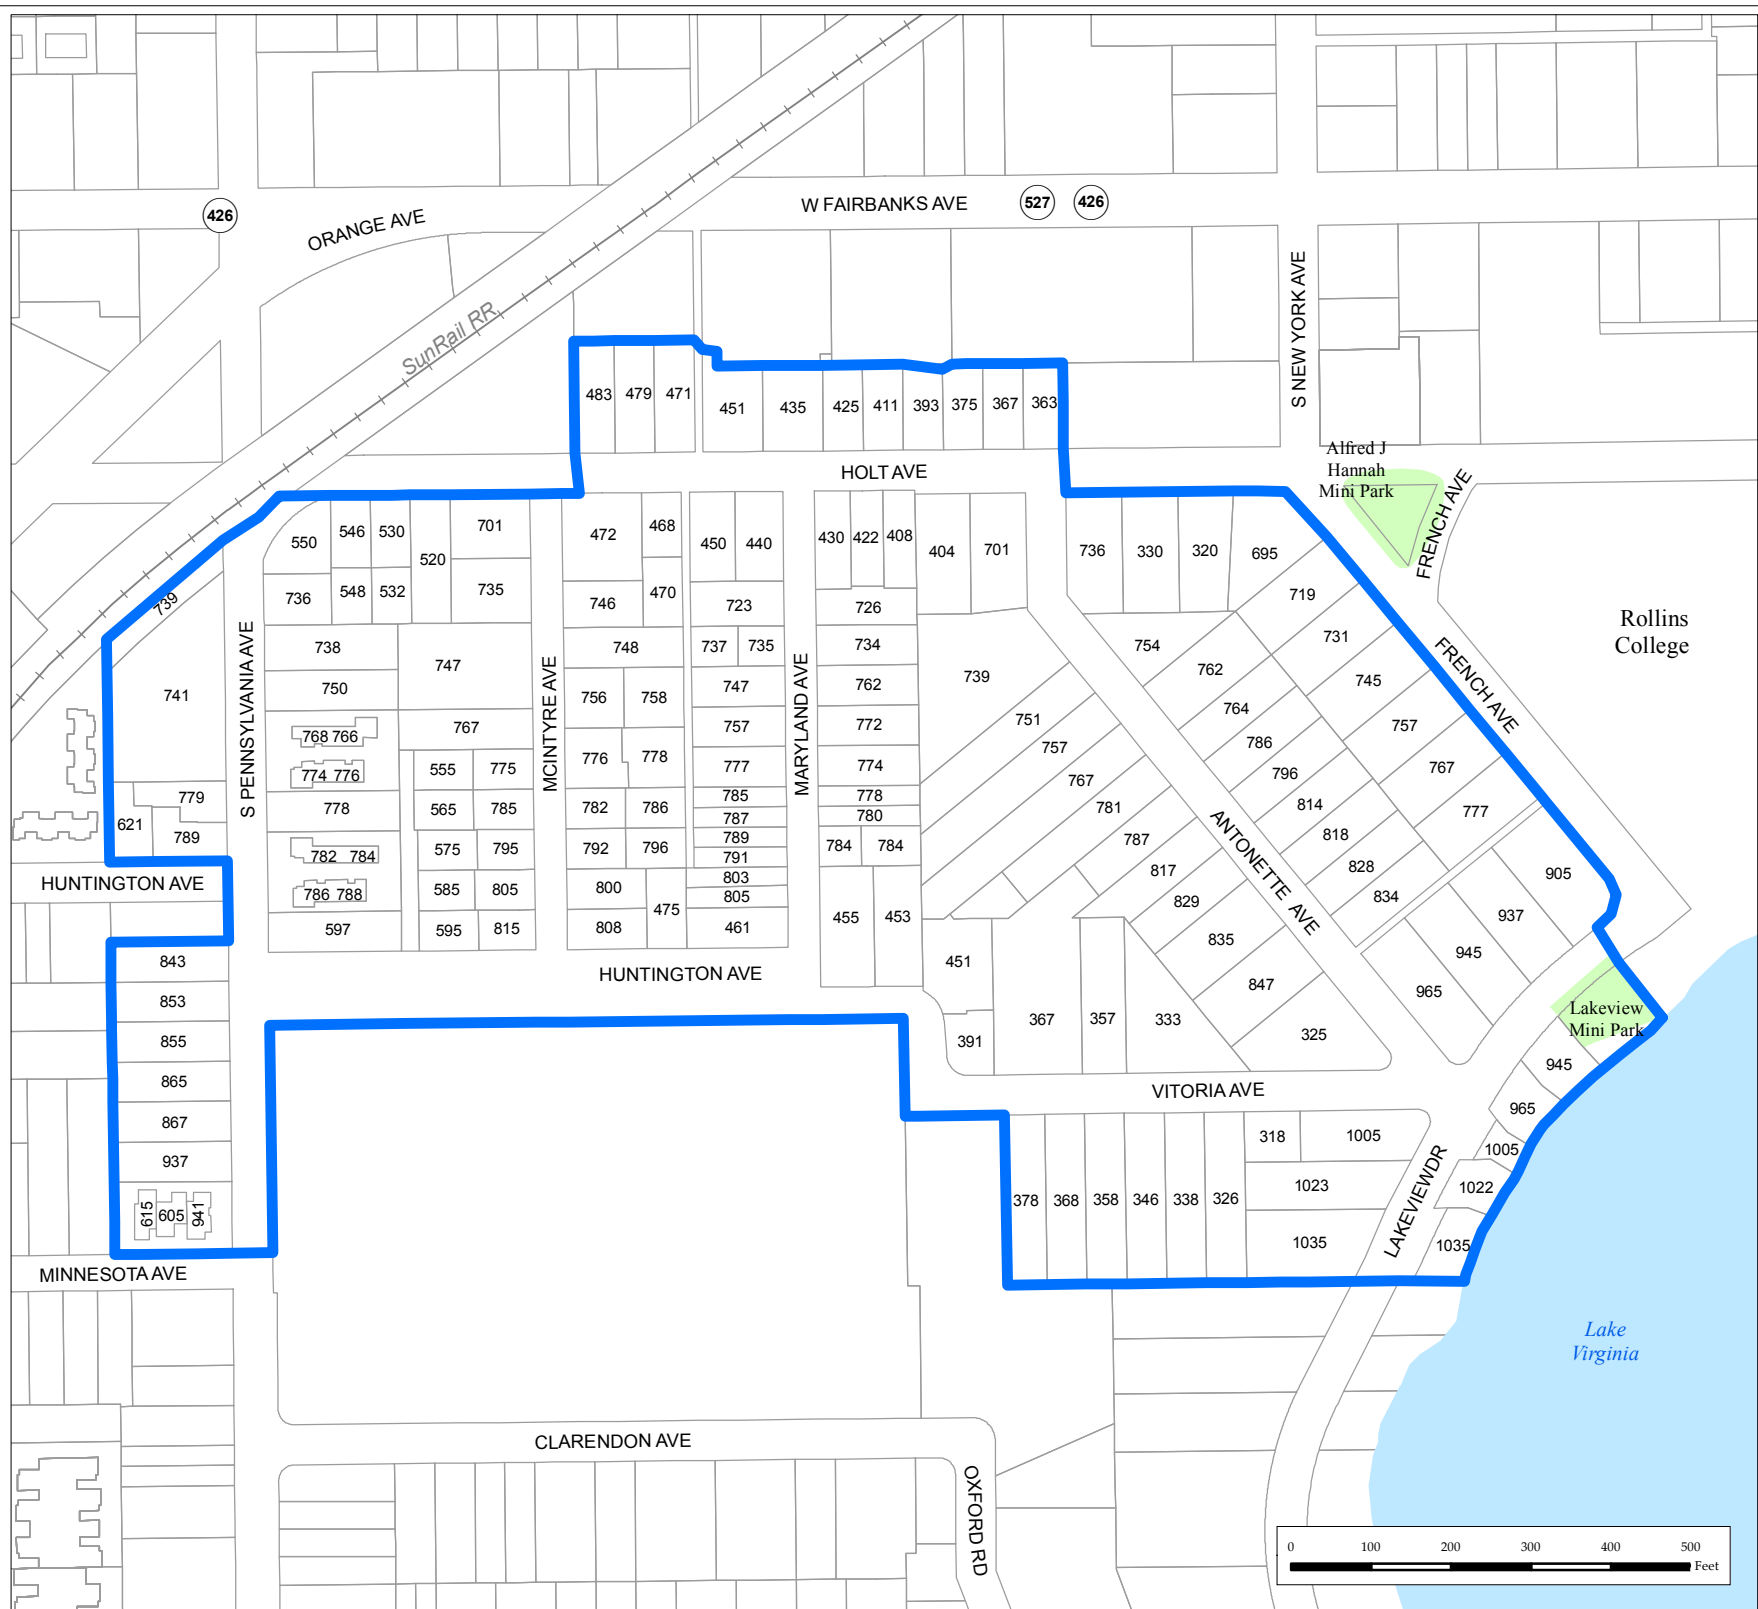 426
ORANGE AVE
W FAIRBANKS AVE
527
426
S NEW YORK AVE
SunRail RR
483 479 471
451 435 425 411 393 375 367 363
HOLT AVE
Alfred J
Hannah
Mini Park
FRENCH AVE
Rollins
College
FRENCH AVE
550 546 530 520 701
736 548 532 735
738 747
750
768 766 767
774 776 555 775
778 565 785
782 784 575 795
786 788 585 805
597 595 815
739
741
779
621 789
S PENNSYLVANIA AVE
MCINTYRE AVE
472 468
746 470
748
756 758
776 778
782 786
792 796
800 475
808
450 440
723
737 735
747
757
777
785
787
789
791
803
805
461
MARYLAND AVE
430 422 408
726
734
762
772
774
778
780
784 784
455 453
404 701
739
751
757
767
781
787
817
829
835
847
325
451
391
367 357 333
ANTONETTE AVE
736 330 320 695
754
762
764
786
796
814
818
828
834
719
731
745
757
767
777
905
937
945
965
HUNTINGTON AVE
HUNTINGTON AVE
843
853
855
865
867
937
615 605 941
MINNESOTA AVE
VITORIA AVE
378 368 358 346 338 326
318 1005
1023
1035
LAKEVIEWDR
Lakeview
Mini Park
945
965
1005
1022
1035
Lake
Virginia
CLARENDON AVE
OXFORD RD
0 100 200 300 400 500
Feet